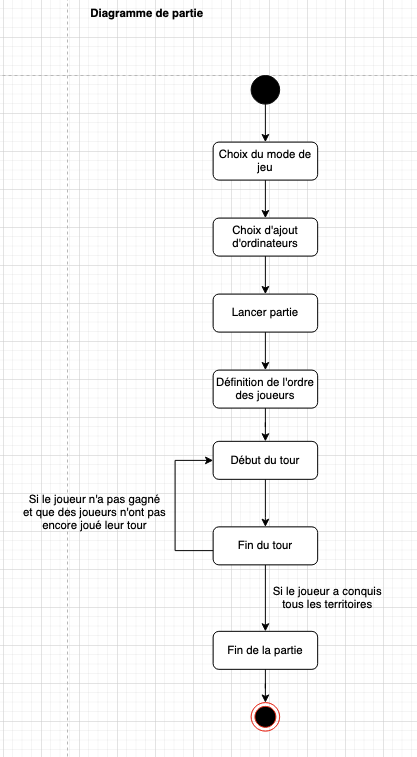 Diagramme de partie
Choix du mode de
jeu
Choix d'ajout
d'ordinateurs
Lancer partie
Définition de l'ordre
des joueurs
Début du tour
Si le joueur n'a pas gagné
et que des joueurs n'ont pas
encore joué leur tour
Fin du tour
Si le joueur a conquis
tous les territoires
Fin de la partie